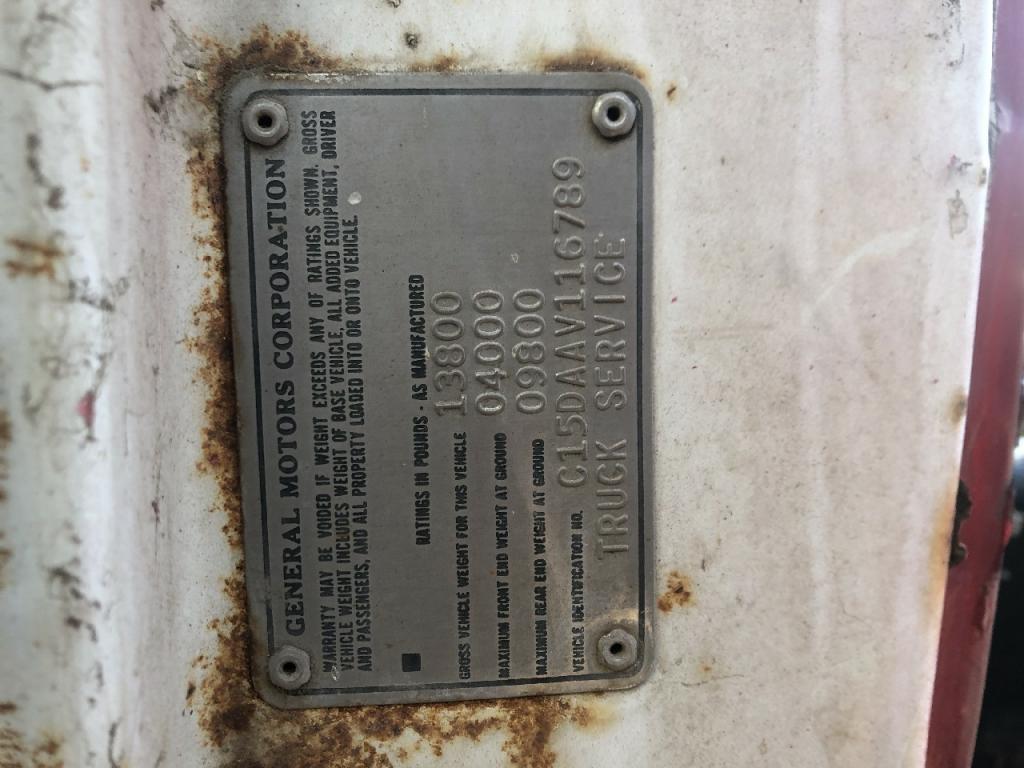 GENERAL MOTORS CORPORATION
WARRANTY MAY BE VOIDED IF WEIGHT EXCEEDS ANY OF RATINGS SHOWN. GROSS
VEHICLE WEIGHT INCLUDES WEIGHT OF BASE VEHICLE, ALL ADDED EQUIPMENT, DRIVER
AND PASSENGERS, AND ALL PROPERTY LOADED INTO OR ONTO VEHICLE.
RATINGS IN POUNDS - AS MANUFACTURED
GROSS VEHICLE WEIGHT FOR THIS VEHICLE 13800
MAXIMUM FRONT END WEIGHT AT GROUND 04000
MAXIMUM REAR END WEIGHT AT GROUND 09800
VEHICLE IDENTIFICATION NO. C15DAAV116789
TRUCK SERVICE